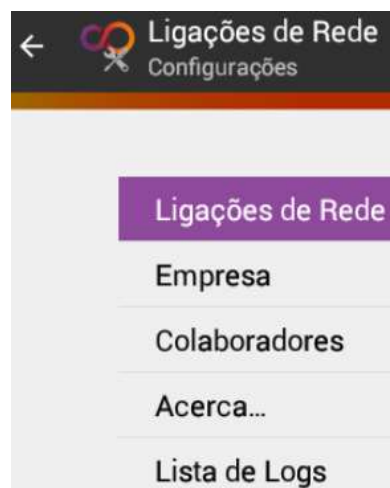 Ligações de Rede
Configurações
Ligações de Rede
Empresa
Colaboradores
Acerca...
Lista de Logs